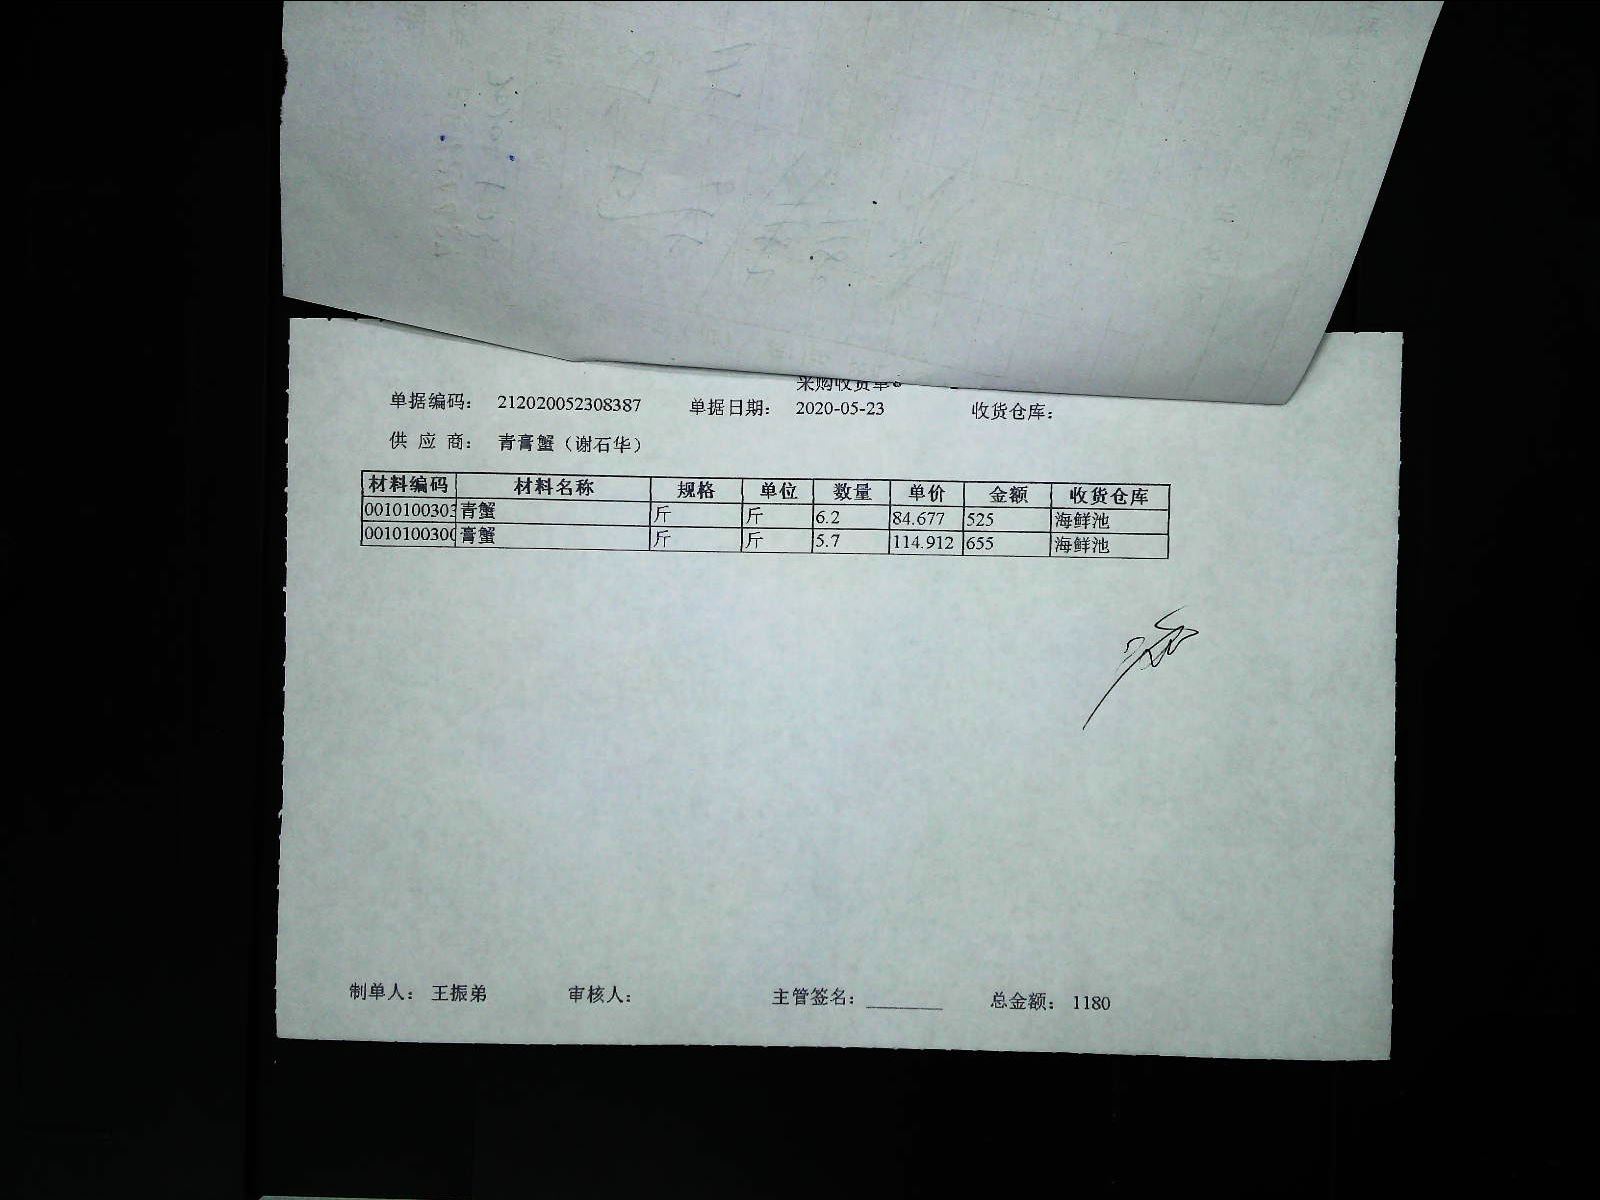 采购收货单
单据编码： 212020052308387 单据日期： 2020-05-23 收货仓库：
供 应 商： 青膏蟹（谢石华）
材料编码 材料名称 规格 单位 数量 单价 金额 收货仓库
0010100303 青蟹 斤 斤 6.2 84.677 525 海鲜池
001010030 膏蟹 斤 斤 5.7 114.912 655 海鲜池
制单人： 王振弟 审核人： 主管签名： ________ 总金额： 1180